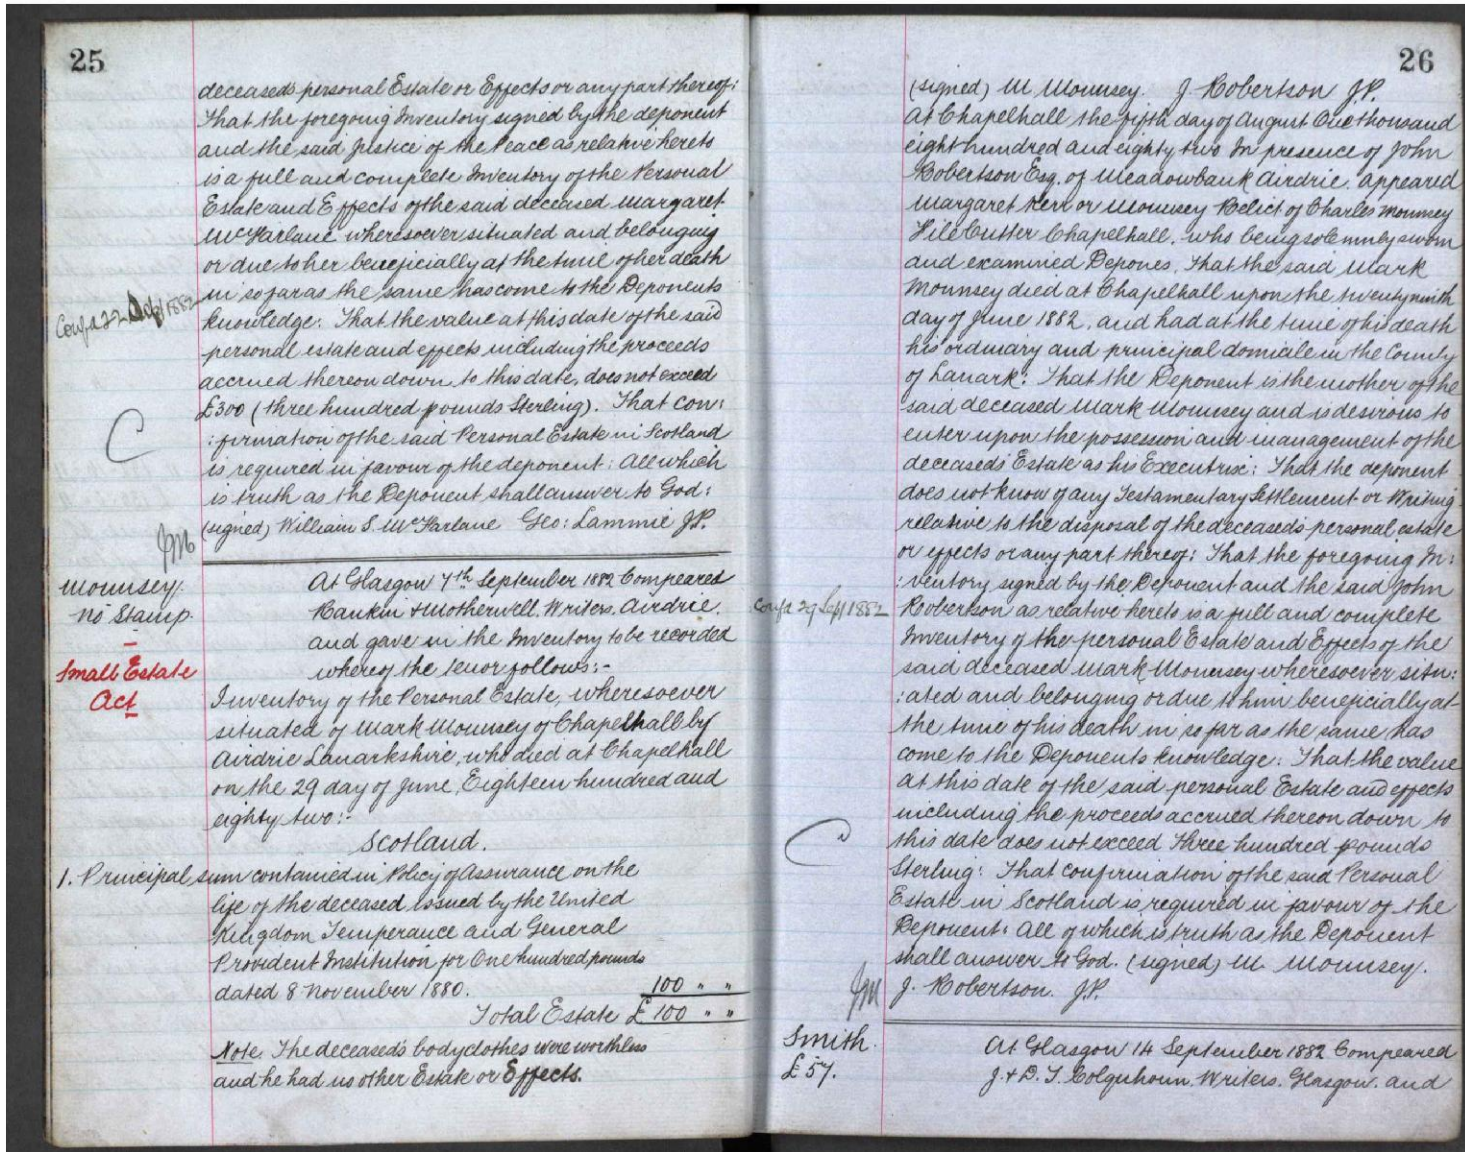 25
deceased's personal Estate or Effects or any part thereof:
That the foregoing Inventory signed by the deponent
and the said Justice of the Peace as relative hereto
is a full and complete Inventory of the Personal
Estate and Effects of the said deceased Margaret
McFarlane wheresoever situated and belonging
or due to her beneficially at the time of her death
in so far as the same has come to the Deponents
Conf.d 22 Sep 1882
knowledge: That the value at this date of the said
personal estate and effects including the proceeds
accrued thereon down to this date, does not exceed
£300 (three hundred pounds Sterling). That con:
C
:firmation of the said Personal Estate in Scotland
is required in favour of the deponent: All which
is truth as the Deponent shall answer to God:
(signed) William S. McFarlane Geo: Lammie J.P.
JM
Mounsey.
No Stamp.
Small Estate
Act
At Glasgow 7th September 1882 Compeared
Rankin & Motherwell. Writers. Airdrie.
and gave in the Inventory to be recorded
whereof the tenor follows:-
Inventory of the Personal Estate, wheresoever
situated of Mark Mounsey of Chapelhall by
Airdrie Lanarkshire, who died at Chapelhall
on the 29 day of June, Eighteen hundred and
eighty two:-
Scotland.
1. Principal sum contained in Policy of Assurance on the
life of the deceased issued by the United
Kingdom Temperance and General
Provident Institution for One hundred pounds
dated 8 November 1880. 100 " "
Total Estate £ 100 " "
Note. The deceased's bodyclothes were worthless
and he had no other Estate or Effects.
26
(signed) M Mounsey. J. Robertson J.P.
At Chapelhall the fifth day of August One thousand
eight hundred and eighty two In presence of John
Robertson Esq. of Meadowbank Airdrie. appeared
Margaret Kerr or Mounsey Relict of Charles Mounsey
File Cutter Chapelhall. who being solemnly sworn
and examined Depones. That the said Mark
Mounsey died at Chapelhall upon the twenty ninth
day of June 1882, and had at the time of his death
his ordinary and principal domicile in the County
of Lanark: That the Deponent is the mother of the
said deceased Mark Mounsey and is desirous to
enter upon the possession and management of the
deceased's Estate as his Executrix: That the deponent
does not know of any Testamentary Settlement or Writing
relative to the disposal of the deceased's personal estate
or effects or any part thereof: That the foregoing In:
:ventory signed by the Deponent and the said John
Conf.d 29 Sept 1882
Robertson as relative hereto is a full and complete
Inventory of the personal Estate and Effects of the
said deceased Mark Mounsey wheresoever situ:
:ated and belonging or due to him beneficially at
the time of his death in so far as the same has
come to the Deponents knowledge: That the value
at this date of the said personal Estate and effects
including the proceeds accrued thereon down to
C
this date does not exceed Three hundred pounds
Sterling: That confirmation of the said Personal
Estate in Scotland is required in favour of the
Deponent: All of which is truth as the Deponent
shall answer to God. (signed) M Mounsey.
JM
J. Robertson. J.P.
Smith.
£57.
At Glasgow 14 September 1882 Compeared
J. & D. T. Colquhoun. Writers. Glasgow. and